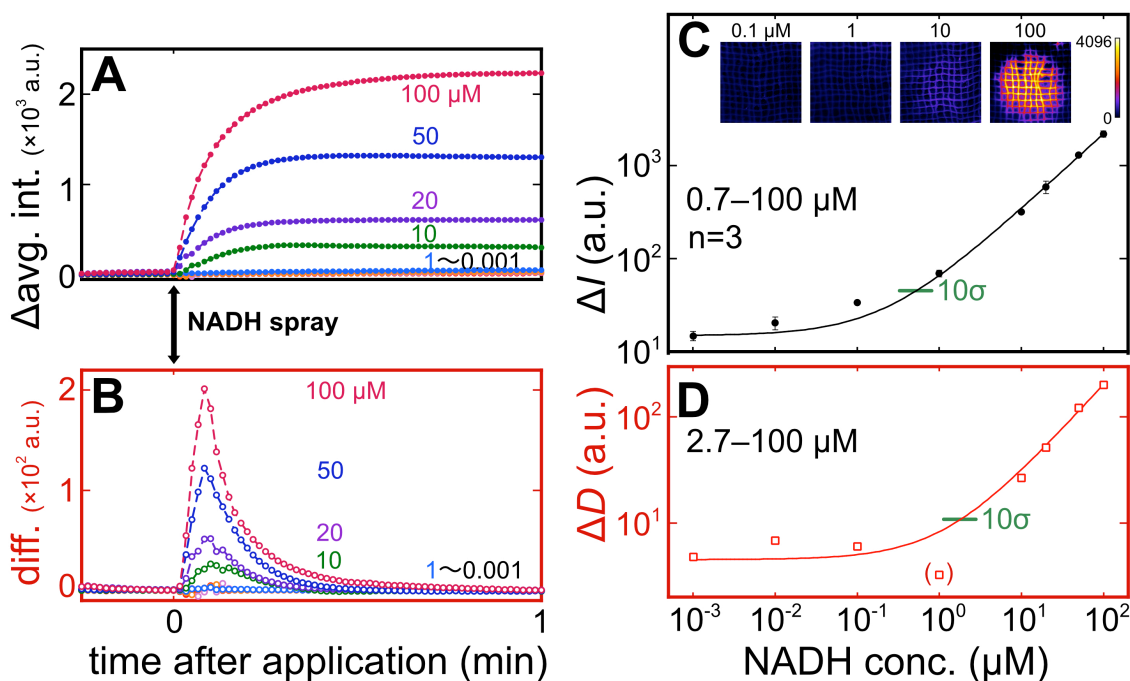 A
Δavg. int. (×10³ a.u.)
2
1
0
100 µM
50
20
10
1～0.001
NADH spray
B
diff. (×10² a.u.)
2
1
0
100 µM
50
20
10
1～0.001
0
1
time after application (min)
C
0.1 µM
1
10
100
4096
0
ΔI (a.u.)
10³
10²
10¹
0.7–100 µM
n=3
10σ
D
ΔD (a.u.)
10²
10¹
2.7–100 µM
10σ
( )
10⁻³
10⁻²
10⁻¹
10⁰
10¹
10²
NADH conc. (µM)